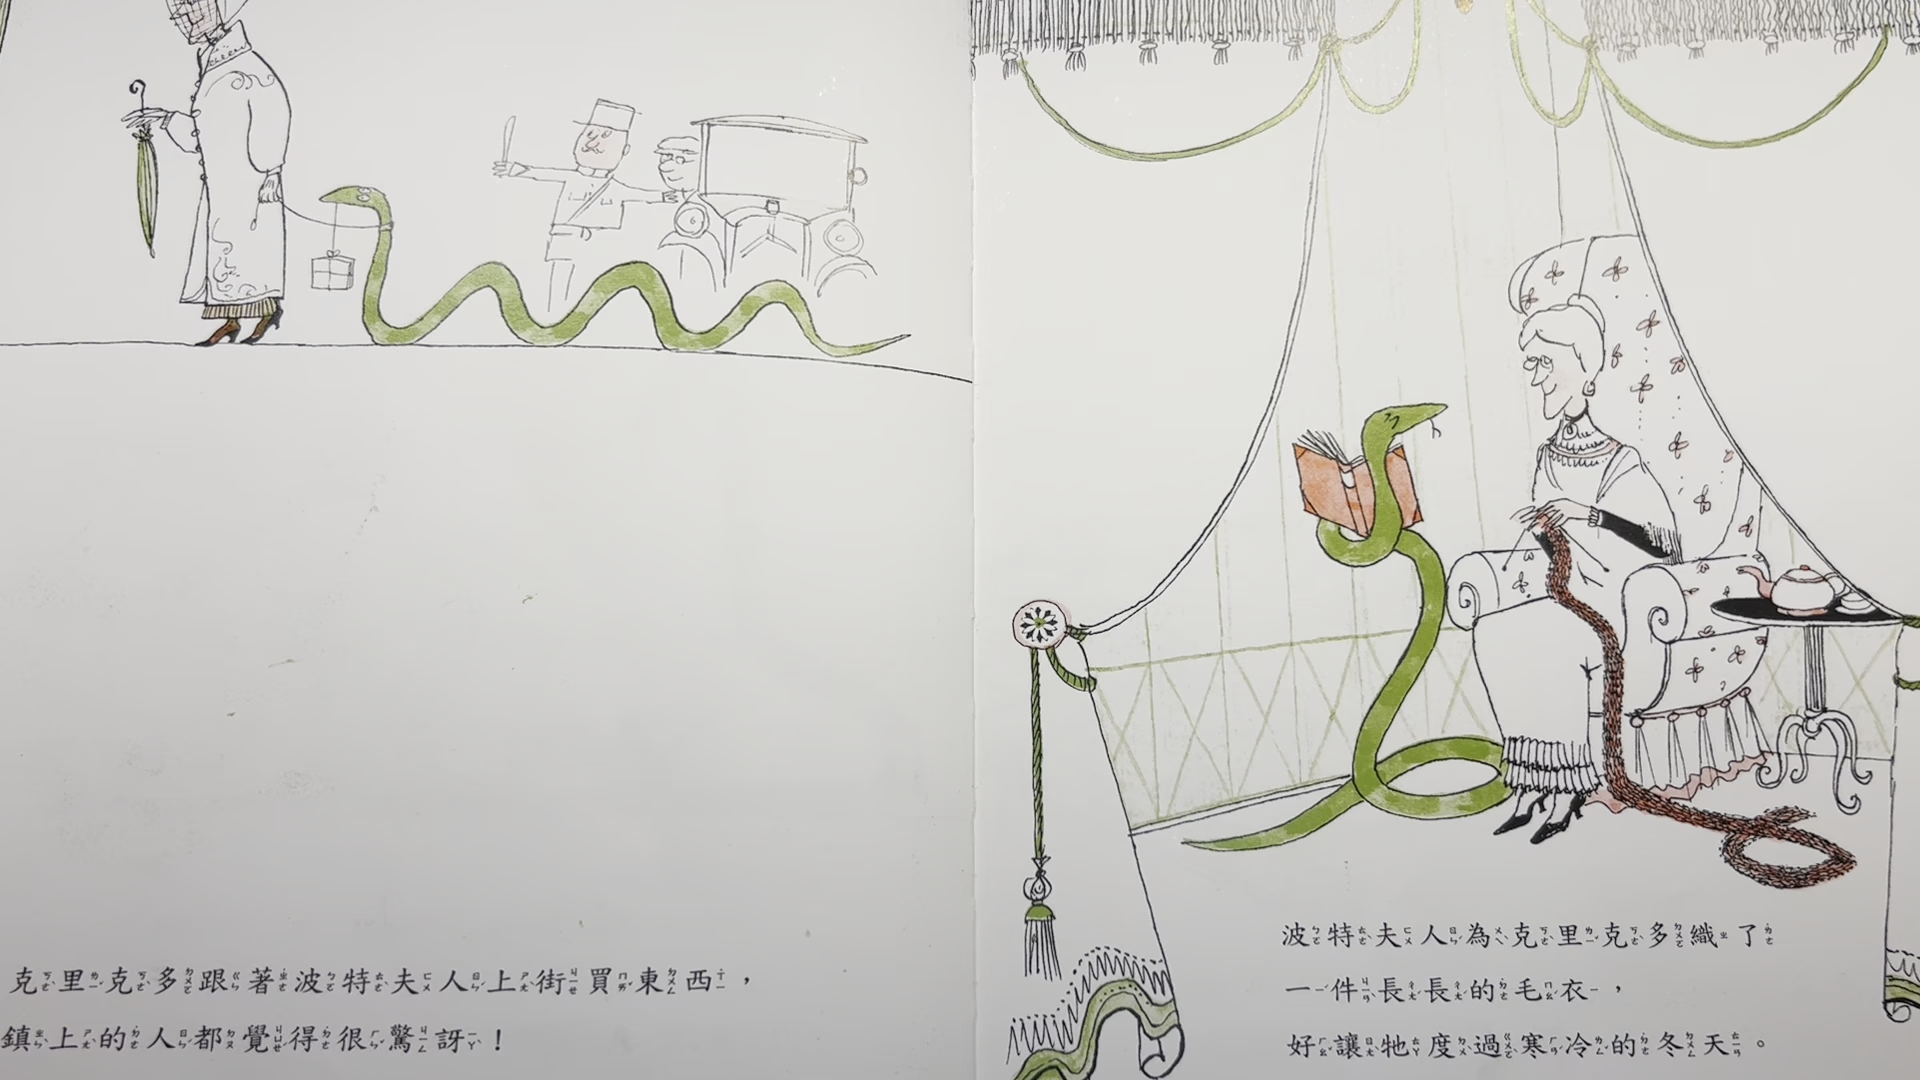 克里克多跟著波特夫人上街買東西，
鎮上的人都覺得很驚訝！
波特夫人為克里克多織了
一件長長的毛衣，
好讓牠度過寒冷的冬天。